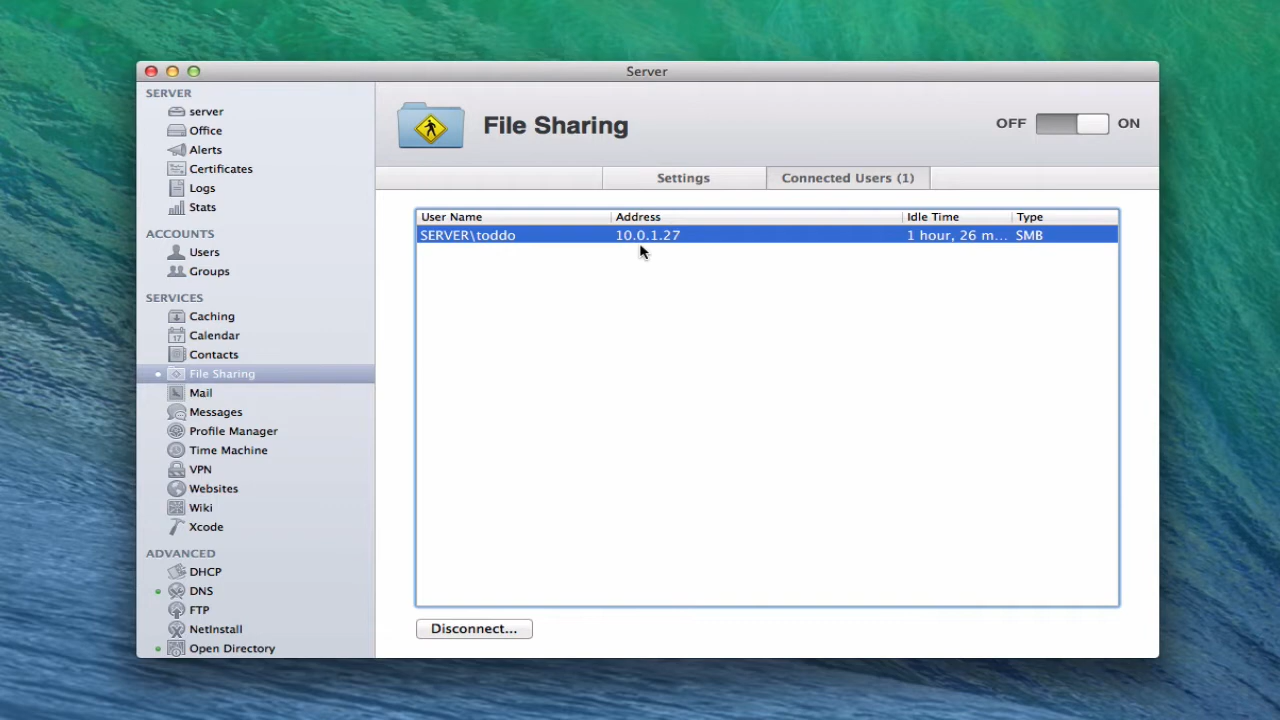 Server
SERVER
server
Office
Alerts
Certificates
Logs
Stats
ACCOUNTS
Users
Groups
SERVICES
Caching
17
Calendar
Contacts
File Sharing
Mail
Messages
Profile Manager
Time Machine
VPN
Websites
Wiki
Xcode
ADVANCED
DHCP
DNS
FTP
NetInstall
Open Directory
File Sharing
OFF ON
Settings Connected Users (1)
User Name Address Idle Time Type
SERVER\toddo 10.0.1.27 1 hour, 26 m... SMB
Disconnect...